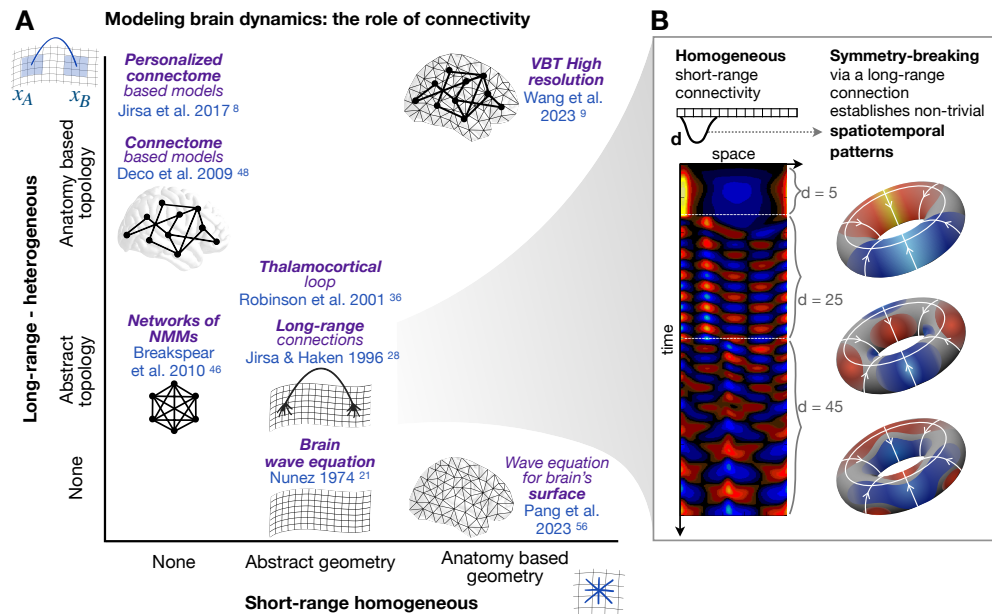 A
Modeling brain dynamics: the role of connectivity
x_A
x_B
Long-range - heterogeneous
Anatomy based
topology
Abstract
topology
None
Personalized
connectome
based models
Jirsa et al. 2017 8
Connectome
based models
Deco et al. 2009 48
VBT High
resolution
Wang et al.
2023 9
Thalamocortical
loop
Robinson et al. 2001 36
Networks of
NMMs
Breakspear
et al. 2010 46
Long-range
connections
Jirsa & Haken 1996 28
Brain
wave equation
Nunez 1974 21
Wave equation
for brain's
surface
Pang et al.
2023 56
None
Abstract geometry
Anatomy based
geometry
Short-range homogeneous
B
Homogeneous
short-range
connectivity
d
Symmetry-breaking
via a long-range
connection
establishes non-trivial
spatiotemporal
patterns
space
time
d = 5
d = 25
d = 45